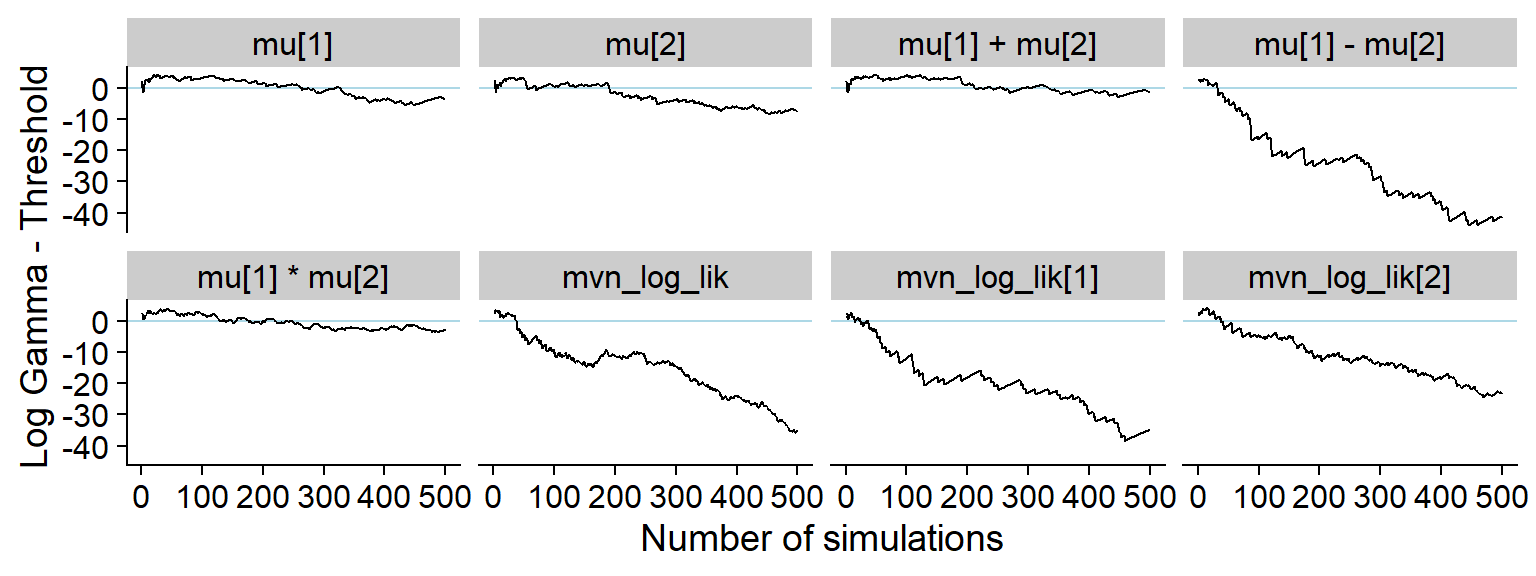 mu[1] mu[2] mu[1] + mu[2] mu[1] - mu[2]
Log Gamma - Threshold
0
-10
-20
-30
-40
mu[1] * mu[2] mvn_log_lik mvn_log_lik[1] mvn_log_lik[2]
0
-10
-20
-30
-40
0 100 200 300 400 500 0 100 200 300 400 500 0 100 200 300 400 500 0 100 200 300 400 500
Number of simulations